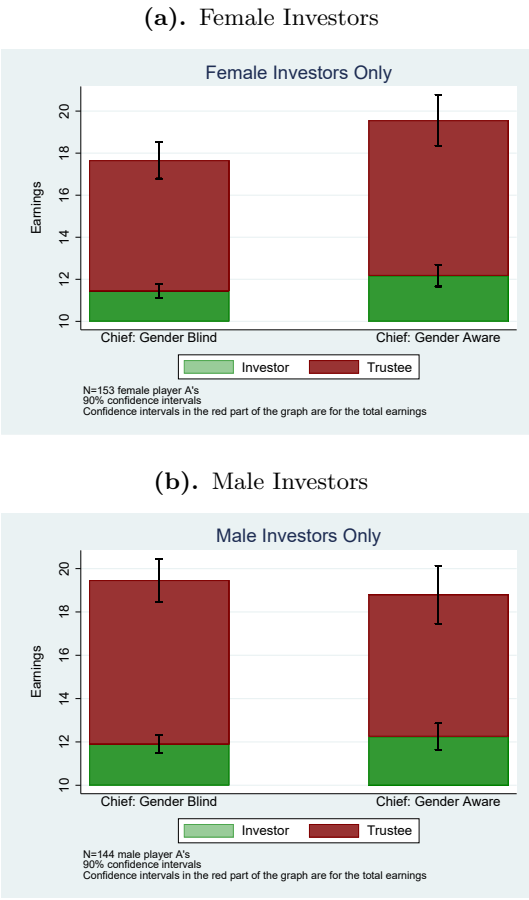 (a). Female Investors
Female Investors Only
Earnings
20
18
16
14
12
10
Chief: Gender Blind
Chief: Gender Aware
Investor
Trustee
N=153 female player A's
90% confidence intervals
Confidence intervals in the red part of the graph are for the total earnings
(b). Male Investors
Male Investors Only
Earnings
20
18
16
14
12
10
Chief: Gender Blind
Chief: Gender Aware
Investor
Trustee
N=144 male player A's
90% confidence intervals
Confidence intervals in the red part of the graph are for the total earnings